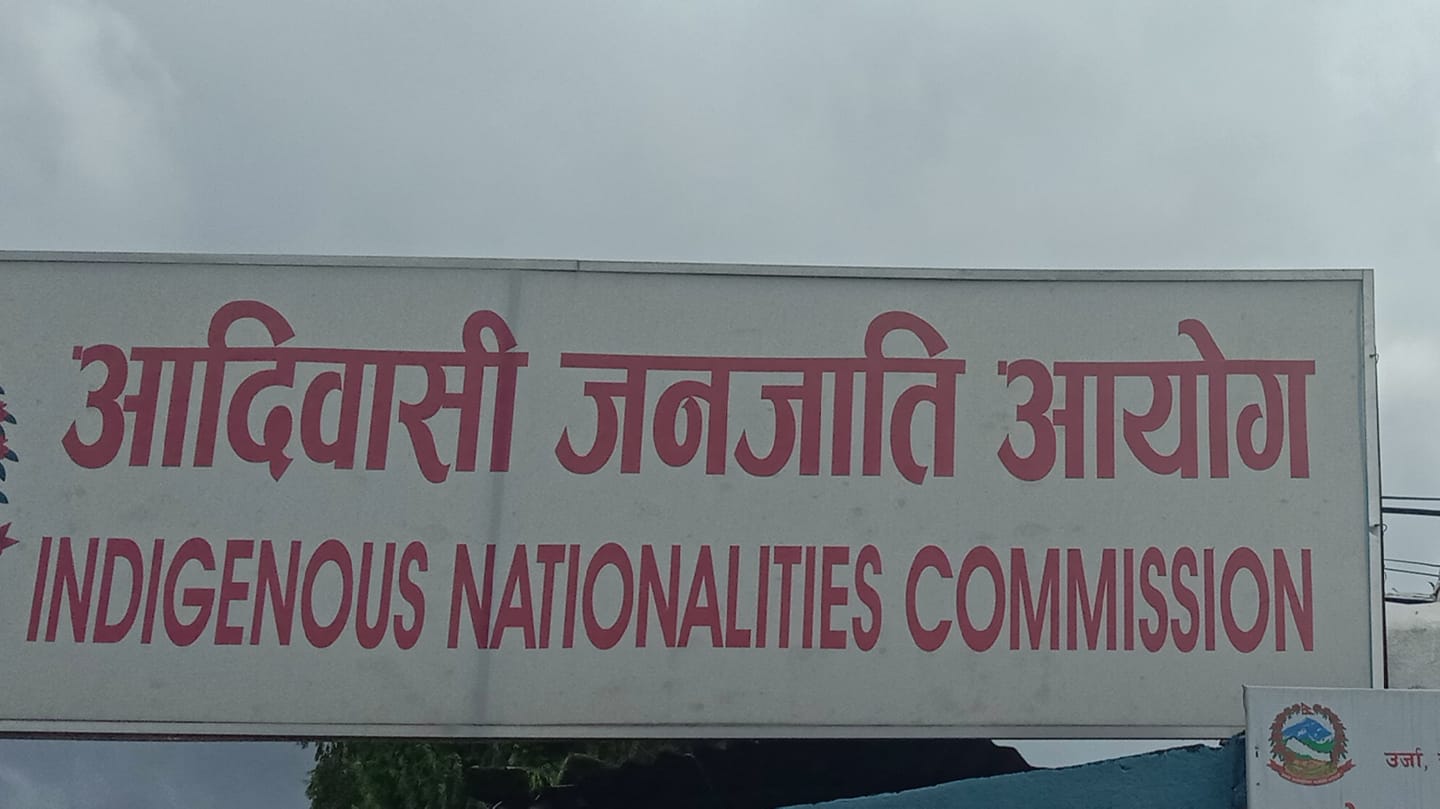 आदिवासी जनजाति आयोग
INDIGENOUS NATIONALITIES COMMISSION
उर्जा,